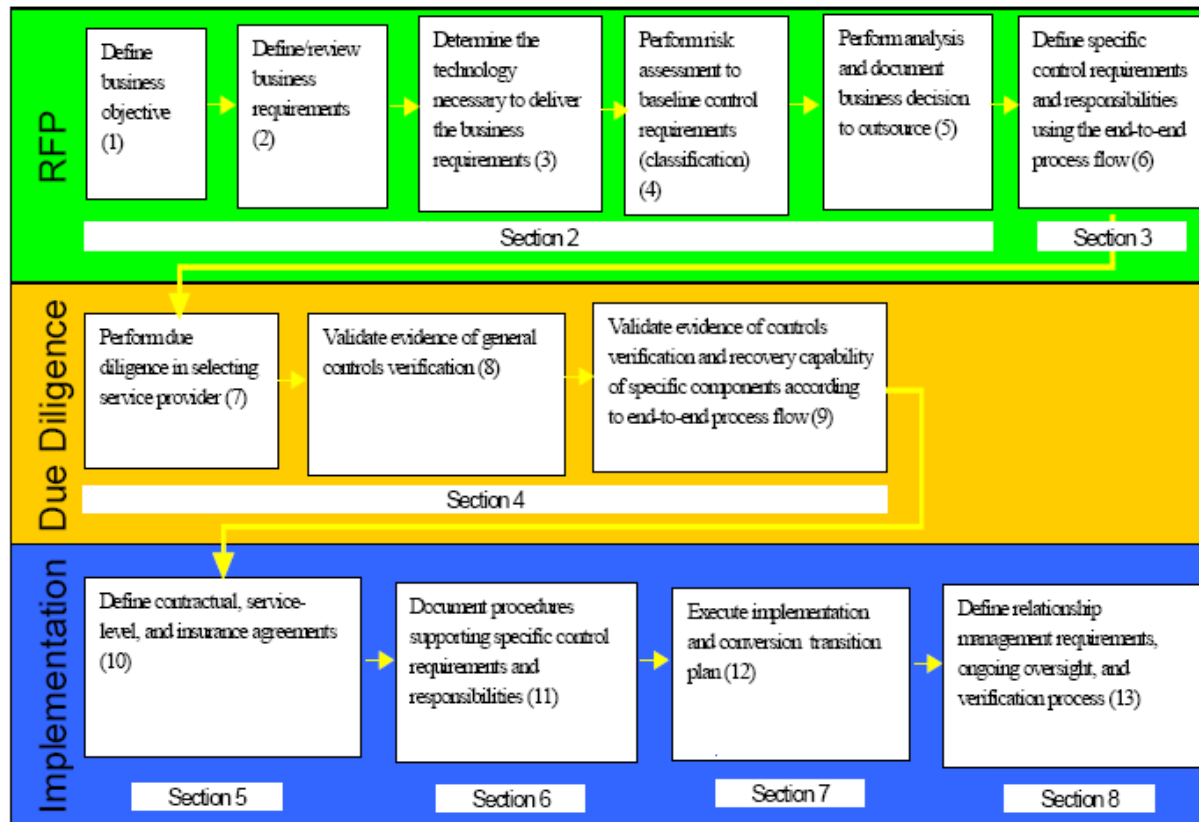 RFP
Define
business
objective
(1)
Define/review
business
requirements
(2)
Determine the
technology
necessary to deliver
the business
requirements (3)
Perform risk
assessment to
baseline control
requirements
(classification)
(4)
Perform analysis
and document
business decision
to outsource (5)
Define specific
control requirements
and responsibilities
using the end-to-end
process flow (6)
Section 2
Section 3
Due Diligence
Perform due
diligence in selecting
service provider (7)
Validate evidence of general
controls verification (8)
Validate evidence of controls
verification and recovery capability
of specific components according
to end-to-end process flow (9)
Section 4
Implementation
Define contractual, service-
level, and insurance agreements
(10)
Document procedures
supporting specific control
requirements and
responsibilities (11)
Execute implementation
and conversion transition
plan (12)
Define relationship
management requirements,
ongoing oversight, and
verification process (13)
Section 5
Section 6
Section 7
Section 8